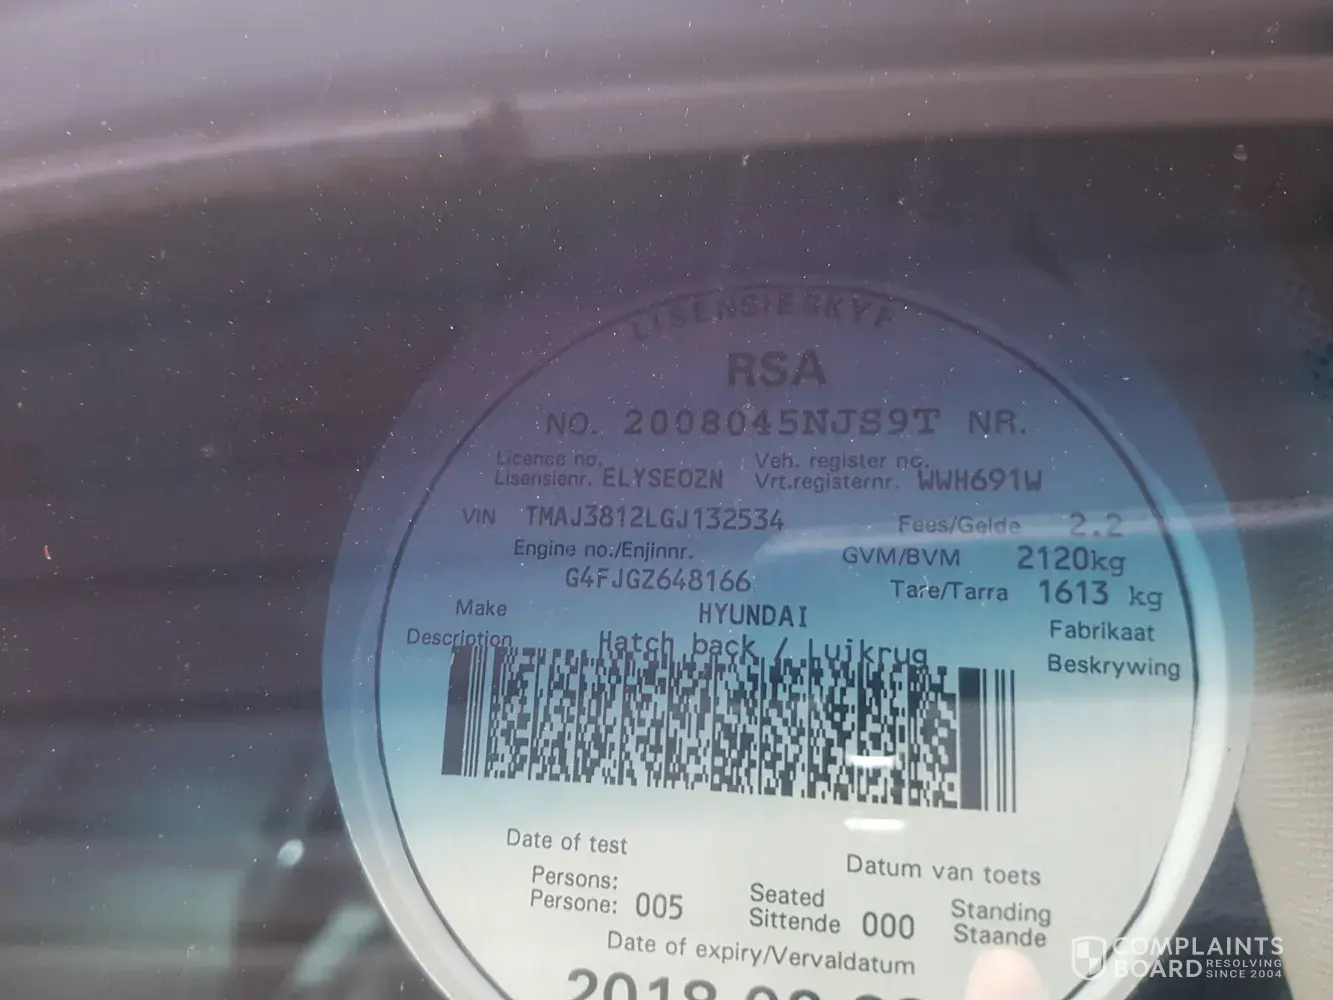 LISENSIESKYF
RSA
NO. 2008045NJS9T NR.
Licence no. Veh. register no.
Lisensienr. ELYSEOZN Vrt.registernr. WWH691W
VIN TMAJ3812LGJ132534 Fees/Gelde 2.2
Engine no./Enjinnr. GVM/BVM 2120kg
G4FJGZ648166 Tare/Tarra 1613 kg
Make HYUNDAI Fabrikaat
Description Hatch back / Luikrug Beskrywing
Date of test Datum van toets
Persons: Seated Standing
Persone: 005 Sittende 000 Staande
Date of expiry/Vervaldatum
COMPLAINTS
BOARD RESOLVING
SINCE 2004